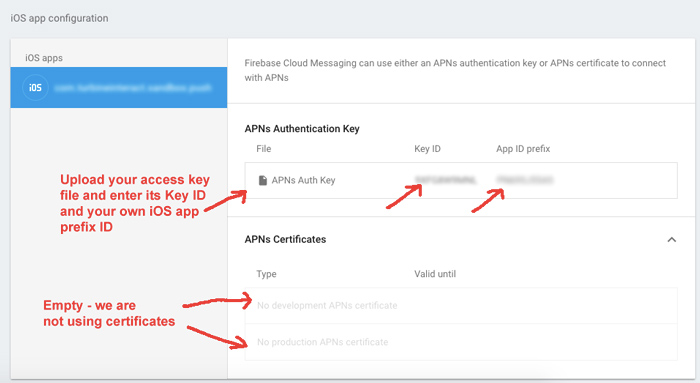 iOS app configuration
iOS apps
iOS
Firebase Cloud Messaging can use either an APNs authentication key or APNs certificate to connect
with APNs
APNs Authentication Key
File Key ID App ID prefix
APNs Auth Key
Upload your access key
file and enter its Key ID
and your own iOS app
prefix ID
APNs Certificates
Type Valid until
No development APNs certificate
No production APNs certificate
Empty - we are
not using certificates